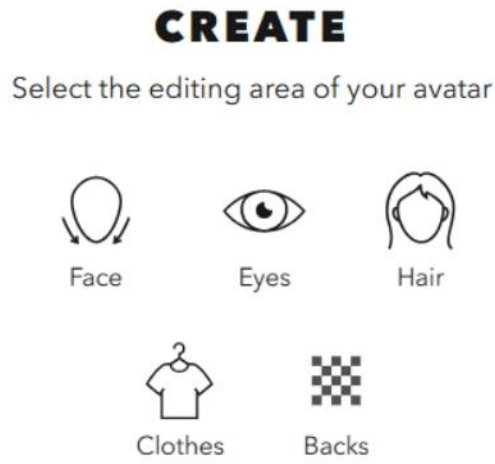 CREATE
Select the editing area of your avatar
Face
Eyes
Hair
Clothes
Backs